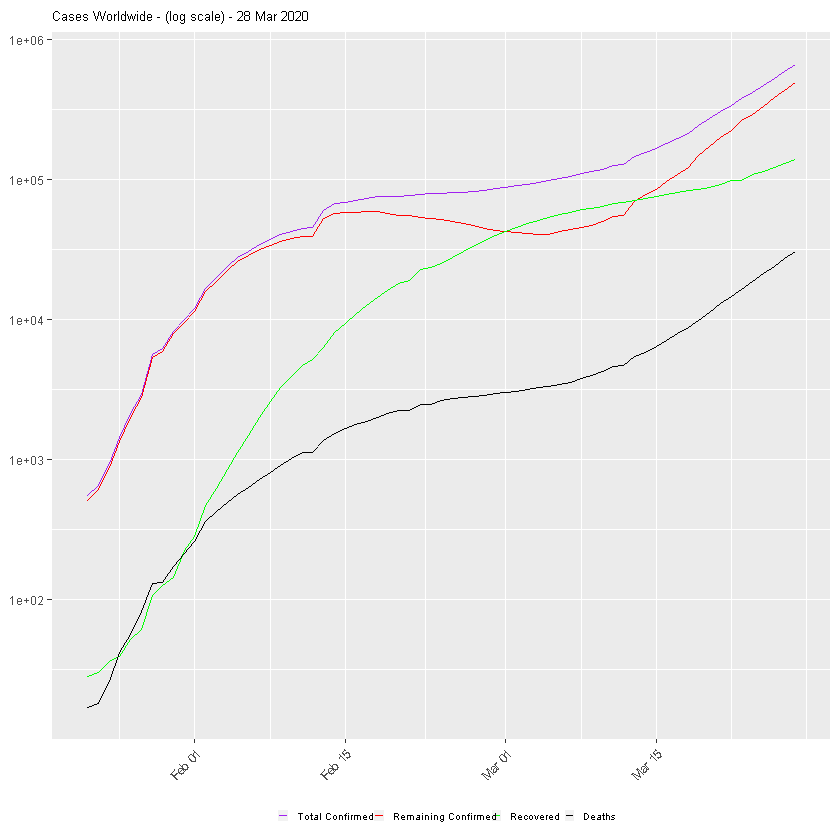 Cases Worldwide - (log scale) - 28 Mar 2020
1e+06
1e+05
1e+04
1e+03
1e+02
Feb 01
Feb 15
Mar 01
Mar 15
Total Confirmed
Remaining Confirmed
Recovered
Deaths